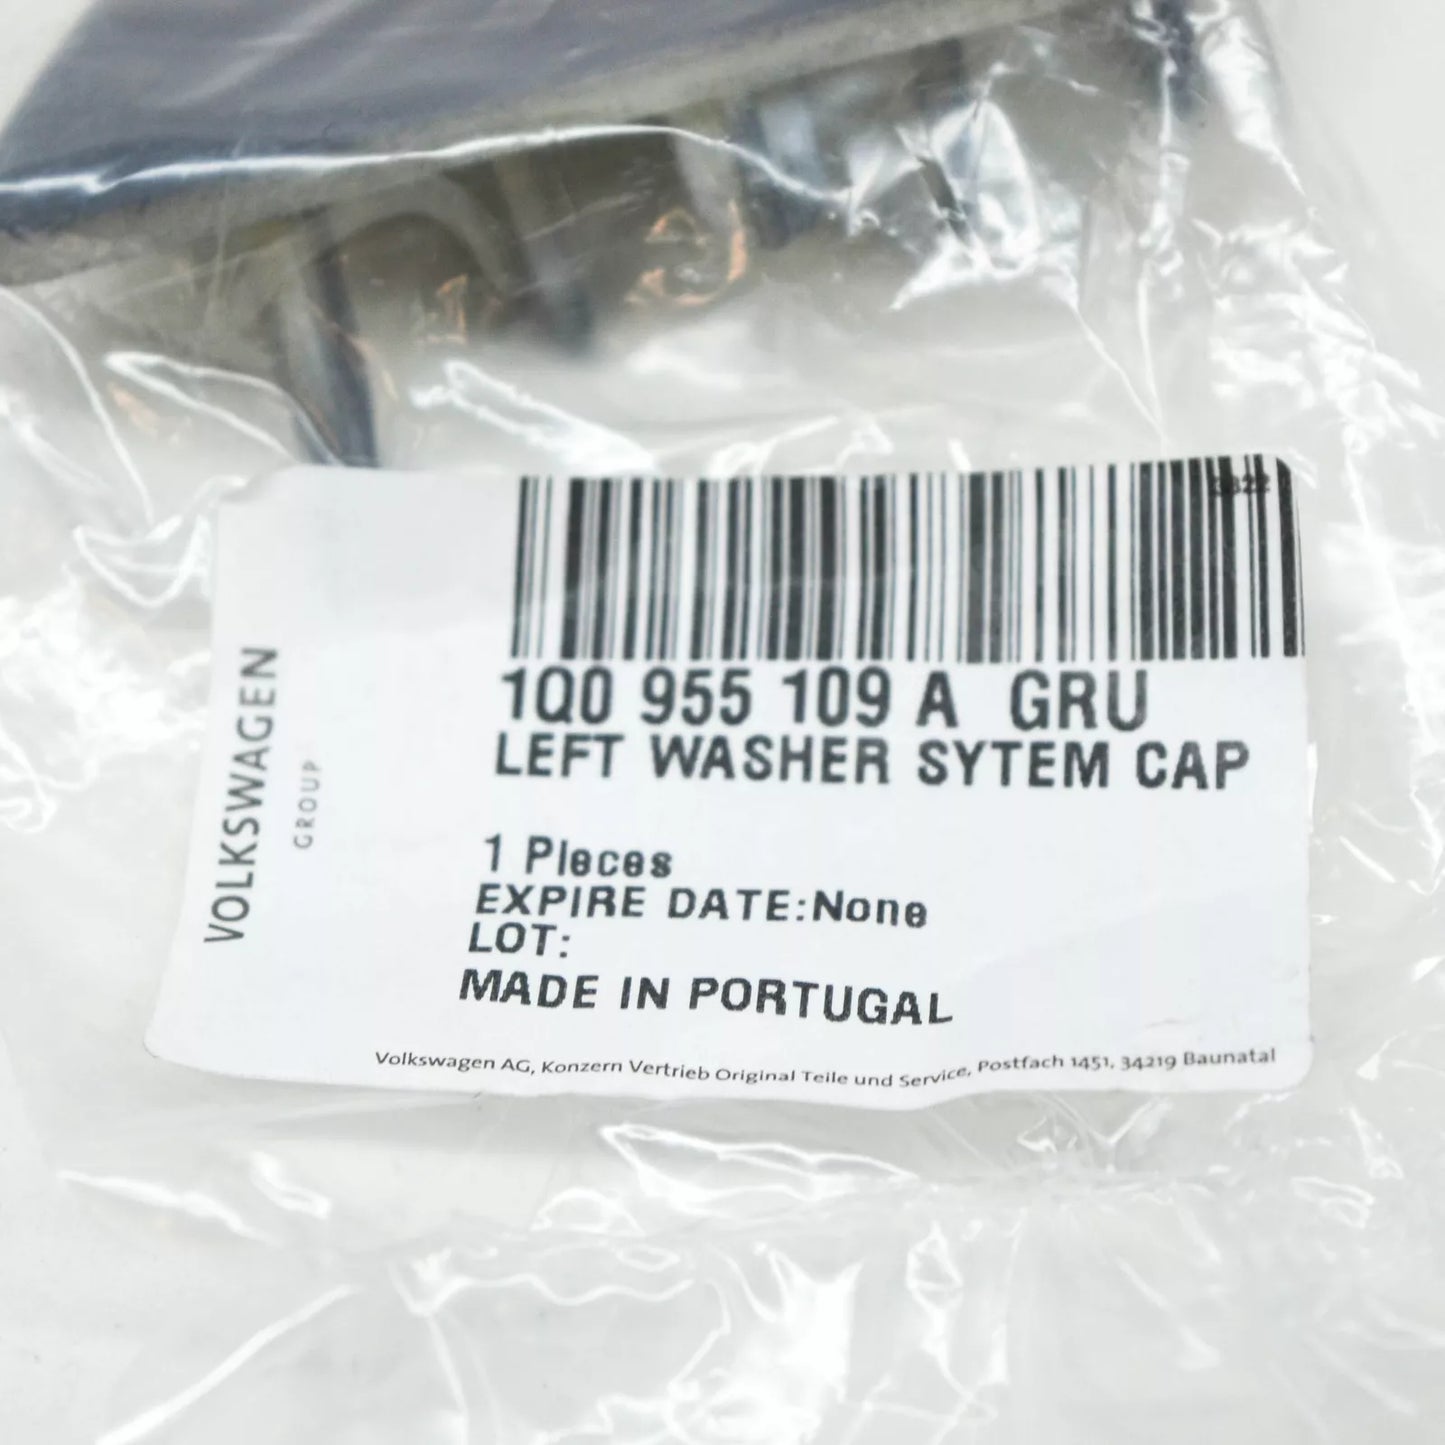 1Q0 955 109 A GRU
LEFT WASHER SYTEM CAP
1 Pieces
EXPIRE DATE:None
LOT:
MADE IN PORTUGAL
VOLKSWAGEN
GROUP
Volkswagen AG, Konzern Vertrieb Original Teile und Service, Postfach 1451, 34219 Baunatal